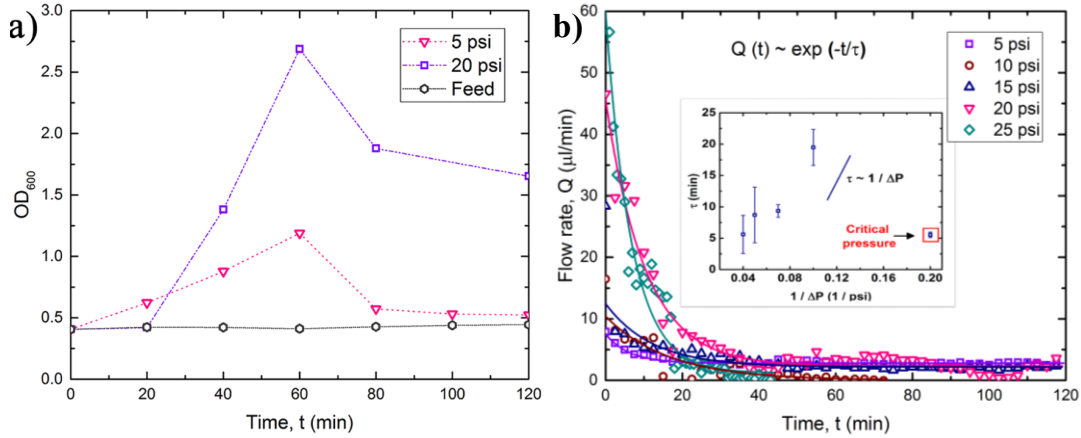 a)
3.0
2.5
2.0
1.5
1.0
0.5
0.0
OD600
0 20 40 60 80 100 120
Time, t (min)
5 psi
20 psi
Feed
b)
60
50
40
30
20
10
0
Flow rate, Q (μl/min)
0 20 40 60 80 100 120
Time, t (min)
Q (t) ~ exp (-t/τ)
5 psi
10 psi
15 psi
20 psi
25 psi
25
20
15
10
5
0
τ (min)
τ ~ 1 / ΔP
Critical
pressure
0.04 0.08 0.12 0.16 0.20
1 / ΔP (1 / psi)